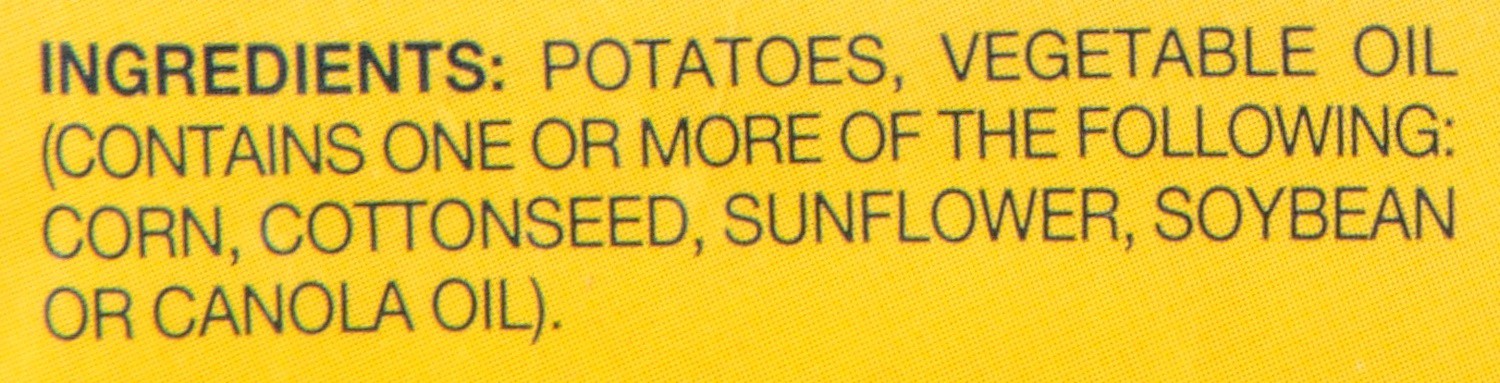 INGREDIENTS: POTATOES, VEGETABLE OIL
(CONTAINS ONE OR MORE OF THE FOLLOWING:
CORN, COTTONSEED, SUNFLOWER, SOYBEAN
OR CANOLA OIL).